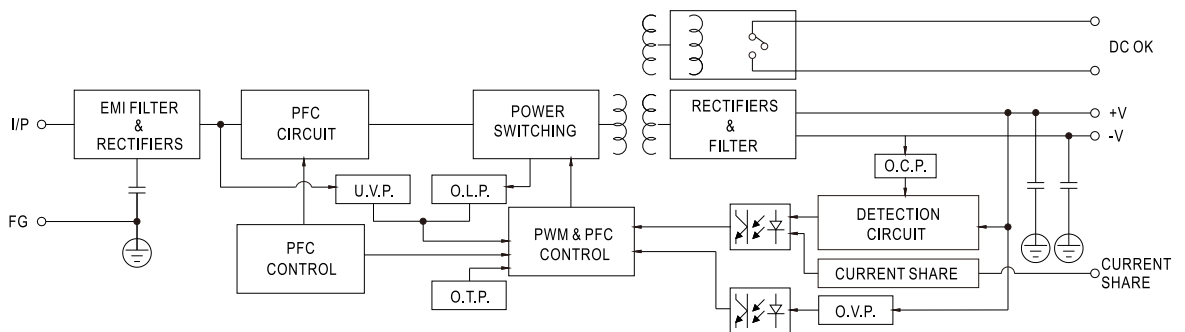 DC OK
I/P
EMI FILTER
&
RECTIFIERS
PFC
CIRCUIT
POWER
SWITCHING
RECTIFIERS
&
FILTER
+V
-V
O.C.P.
U.V.P.
O.L.P.
FG
PFC
CONTROL
PWM & PFC
CONTROL
DETECTION
CIRCUIT
CURRENT SHARE
CURRENT
SHARE
O.T.P.
O.V.P.